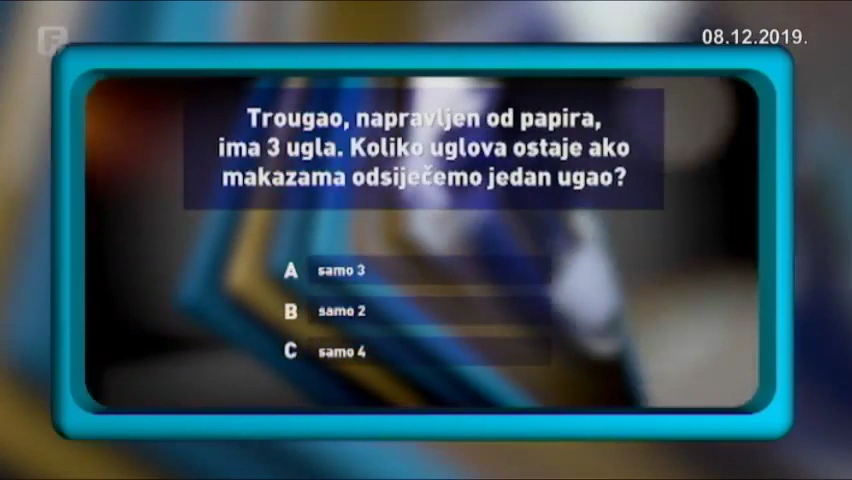 08.12.2019.
Trougao, napravljen od papira,
ima 3 ugla. Koliko uglova ostaje ako
makazama odsiječemo jedan ugao?
A samo 3
B samo 2
C samo 4